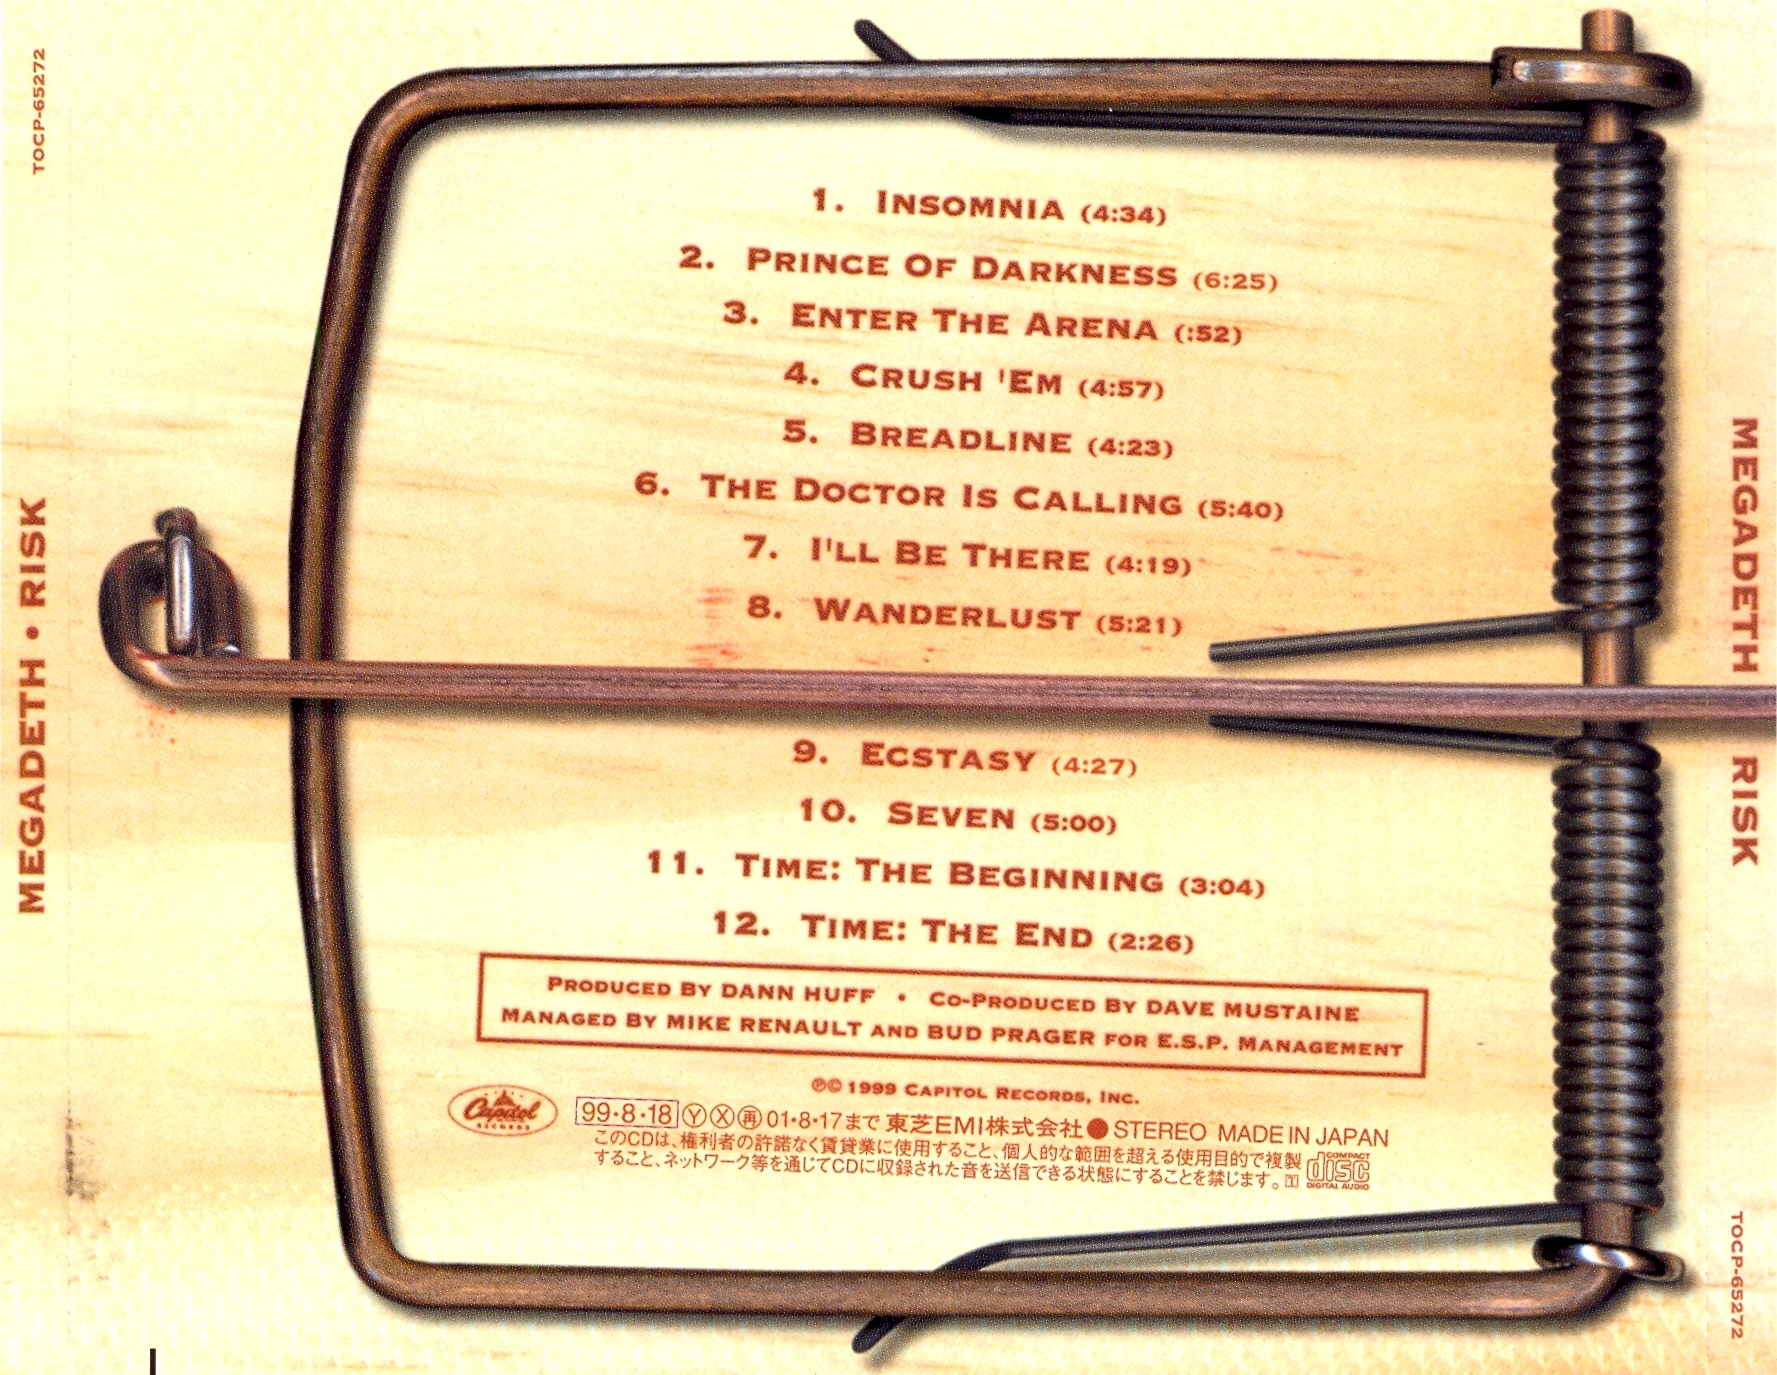 TOCP-65272
MEGADETH • RISK
1. INSOMNIA (4:34)
2. PRINCE OF DARKNESS (6:25)
3. ENTER THE ARENA (:52)
4. CRUSH 'EM (4:57)
5. BREADLINE (4:23)
6. THE DOCTOR IS CALLING (5:40)
7. I'LL BE THERE (4:19)
8. WANDERLUST (5:21)
9. ECSTASY (4:27)
10. SEVEN (5:00)
11. TIME: THE BEGINNING (3:04)
12. TIME: THE END (2:26)
PRODUCED BY DANN HUFF • CO-PRODUCED BY DAVE MUSTAINE
MANAGED BY MIKE RENAULT AND BUD PRAGER FOR E.S.P. MANAGEMENT
℗© 1999 CAPITOL RECORDS, INC.
Capitol
RECORDS
99・8・18 Ⓨ Ⓧ ㊢ 01・8・17まで 東芝EMI株式会社 ● STEREO MADE IN JAPAN
このCDは、権利者の許諾なく賃貸業に使用すること、個人的な範囲を超える使用目的で複製
すること、ネットワーク等を通じてCDに収録された音を送信できる状態にすることを禁じます。
COMPACT
disc
DIGITAL AUDIO
MEGADETH RISK
TOCP-65272